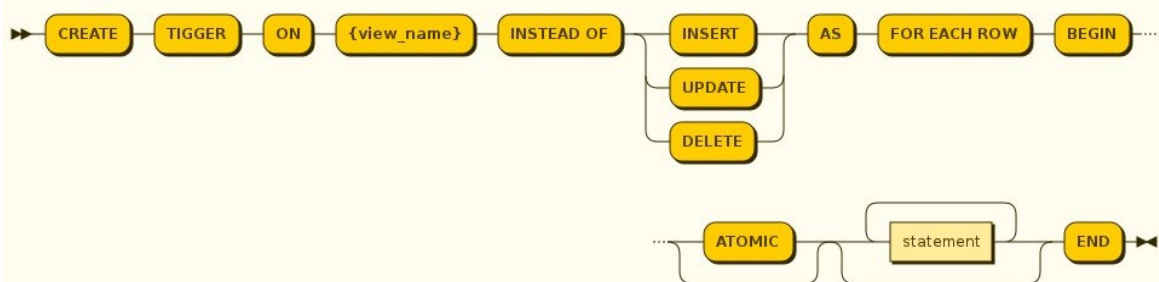 CREATE TIGGER ON {view_name} INSTEAD OF INSERT AS FOR EACH ROW BEGIN
UPDATE
DELETE
ATOMIC statement END